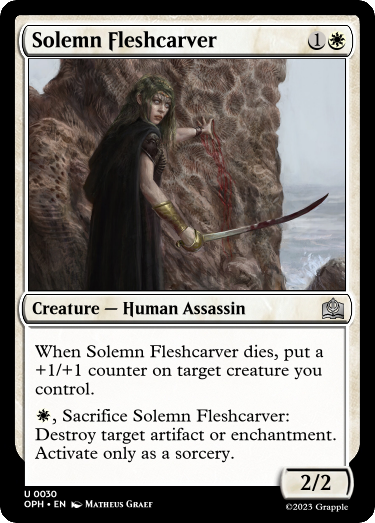 Solemn Fleshcarver 1
Creature — Human Assassin
When Solemn Fleshcarver dies, put a
+1/+1 counter on target creature you
control.
, Sacrifice Solemn Fleshcarver:
Destroy target artifact or enchantment.
Activate only as a sorcery.
2/2
U 0030
OPH • EN Matheus Graef
©2023 Grapple